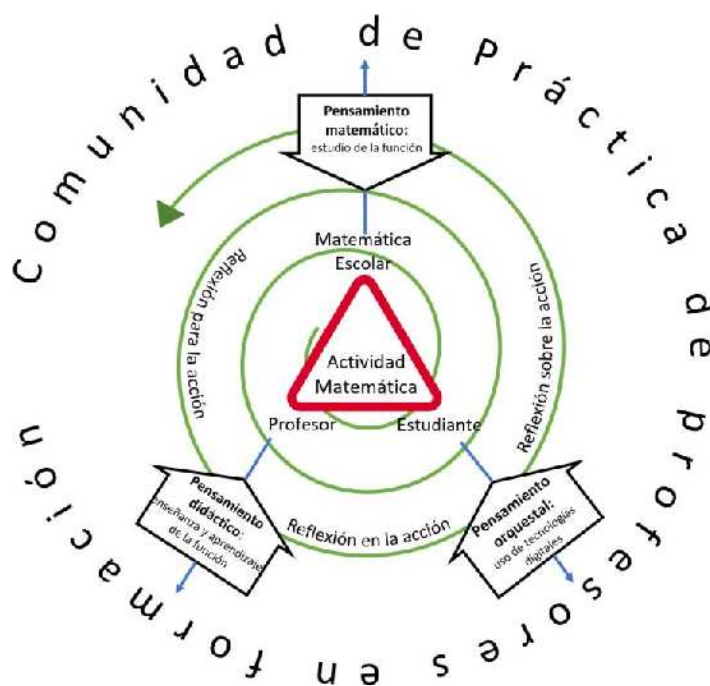 Comunidad de Práctica de profesores en formación
Pensamiento
matemático:
estudio de la función
Matemática
Escolar
Reflexión para la acción
Reflexión sobre la acción
Actividad
Matemática
Profesor
Estudiante
Pensamiento
didáctico:
enseñanza y aprendizaje
de la función
Reflexión en la acción
Pensamiento
orquestal:
uso de tecnologías
digitales